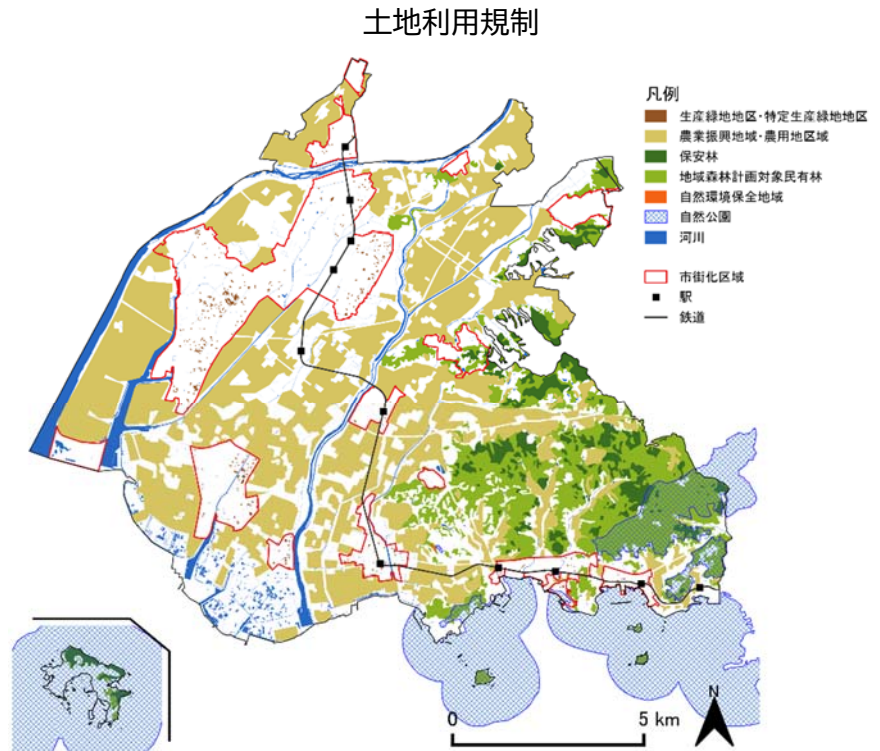 土地利用規制
凡例
生産緑地地区・特定生産緑地地区
農業振興地域・農用地区域
保安林
地域森林計画対象民有林
自然環境保全地域
自然公園
河川
市街化区域
駅
鉄道
N
0 5 km